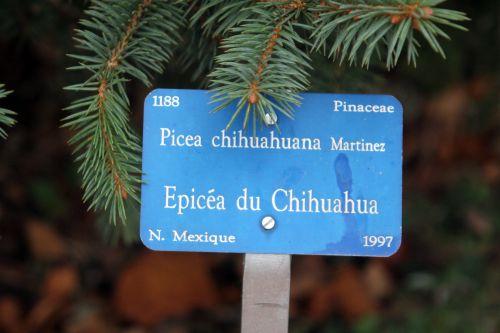 1188 Pinaceae
Picea chihuahuana Martinez
Epicéa du Chihuahua
N. Mexique 1997